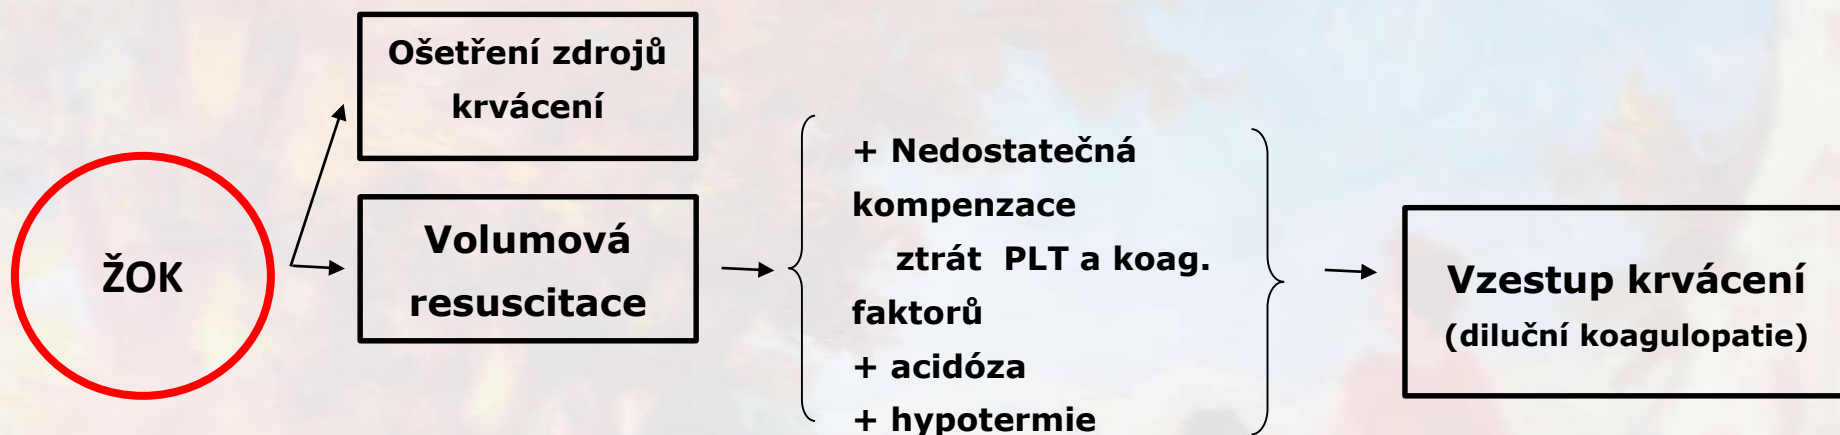 ŽOK
Ošetření zdrojů
krvácení
Volumová
resuscitace
+ Nedostatečná
kompenzace
ztrát PLT a koag.
faktorů
+ acidóza
+ hypotermie
Vzestup krvácení
(diluční koagulopatie)